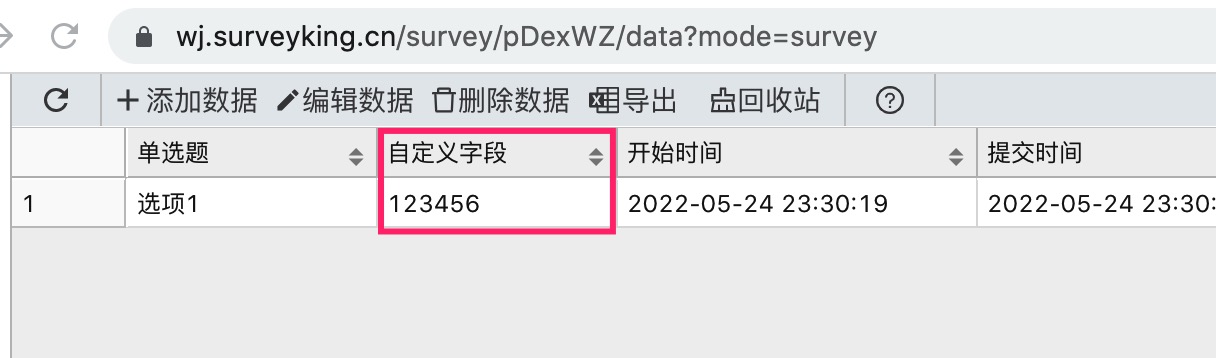 wj.surveyking.cn/survey/pDexWZ/data?mode=survey
添加数据 编辑数据 删除数据 导出 回收站
单选题 自定义字段 开始时间 提交时间
1 选项1 123456 2022-05-24 23:30:19 2022-05-24 23:30: